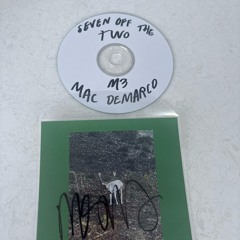 SEVEN OFF THE
TWO
M3
MAC DEMARCO